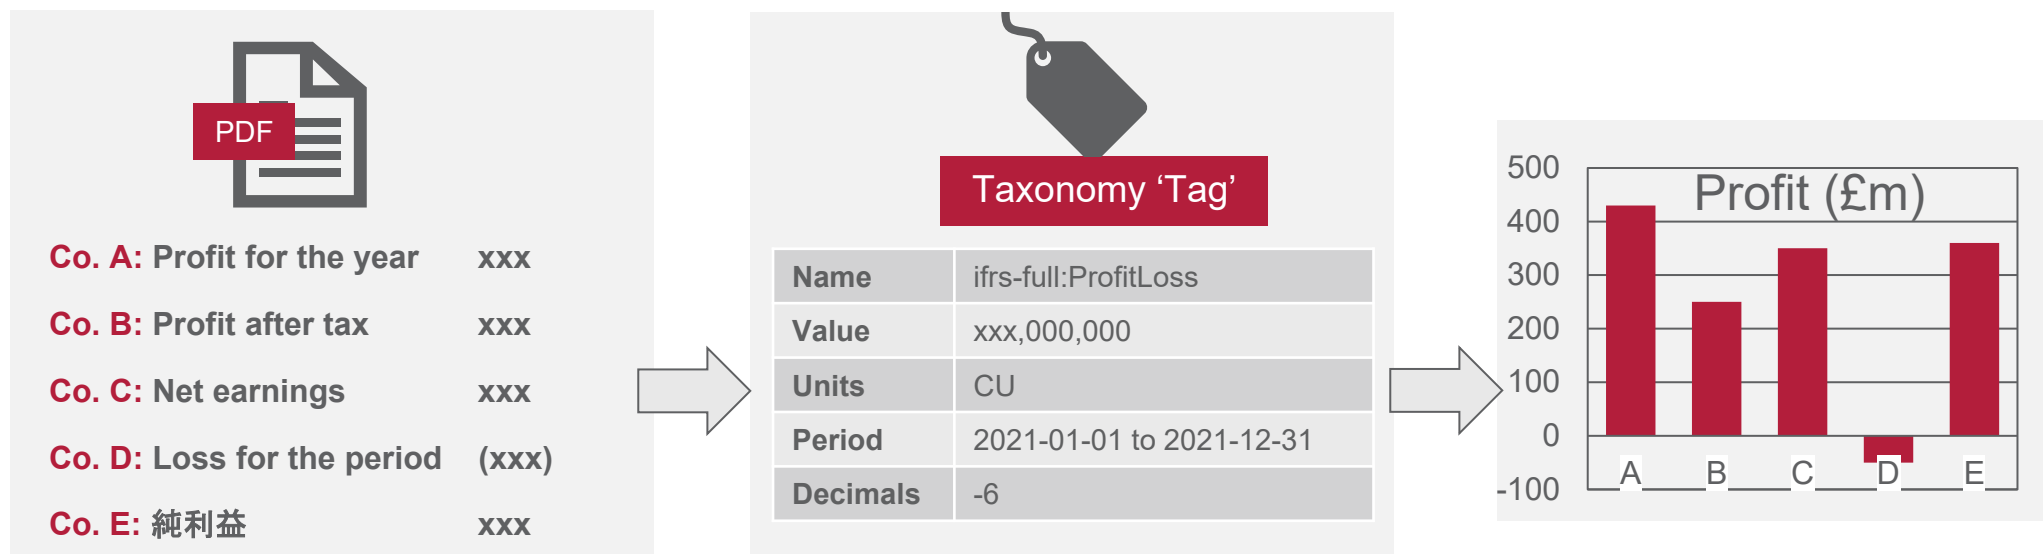 PDF
Co. A: Profit for the year xxx
Co. B: Profit after tax xxx
Co. C: Net earnings xxx
Co. D: Loss for the period (xxx)
Co. E: 純利益 xxx
Taxonomy ‘Tag’
Name ifrs-full:ProfitLoss
Value xxx,000,000
Units CU
Period 2021-01-01 to 2021-12-31
Decimals -6
Profit (£m)
500
400
300
200
100
0
-100
A B C D E